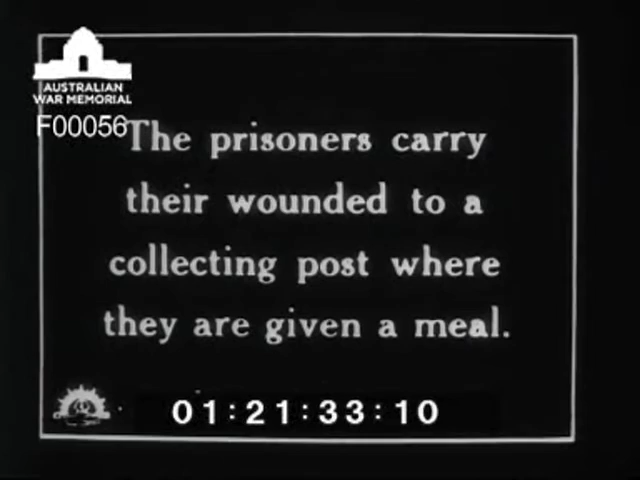 AUSTRALIAN
WAR MEMORIAL
F00056
The prisoners carry
their wounded to a
collecting post where
they are given a meal.
01:21:33:10